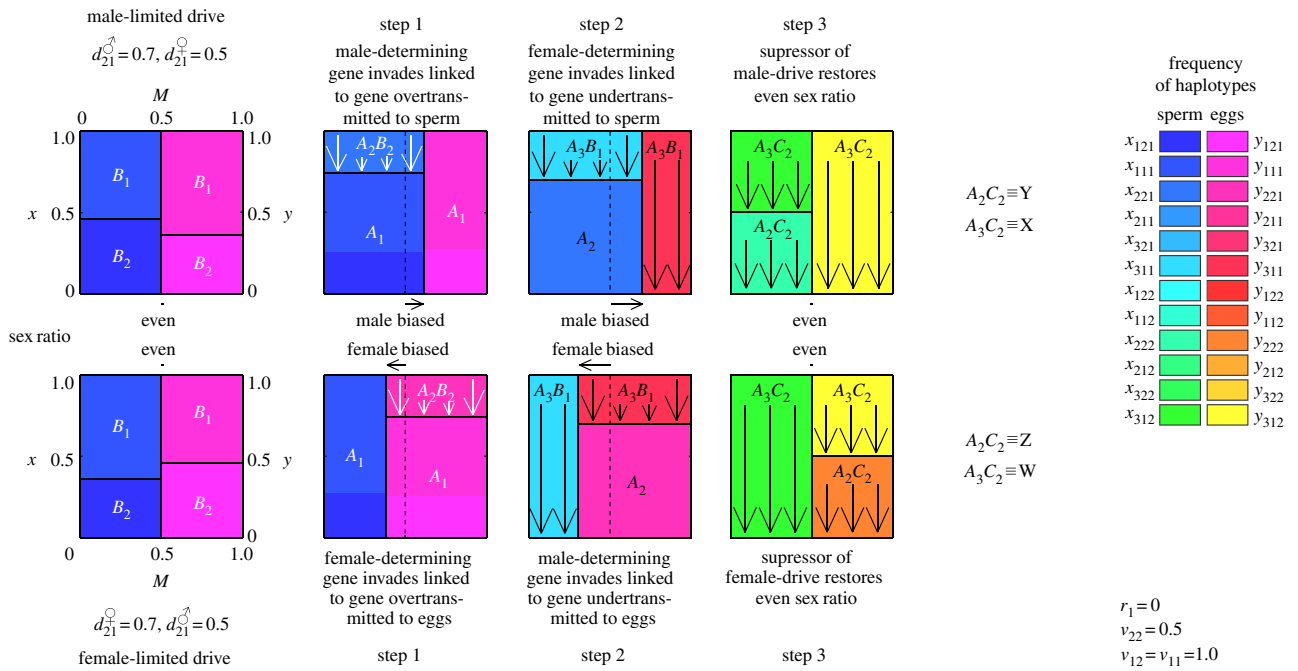 male-limited drive
d21♂ = 0.7, d21♀ = 0.5
M
0 0.5 1.0
1.0
x 0.5
0
B1
B2
B1
B2
1.0
0.5 y
0
step 1
male-determining
gene invades linked
to gene overtrans-
mitted to sperm
A2B2
A1
A1
step 2
female-determining
gene invades linked
to gene undertrans-
mitted to sperm
A3B1
A3B1
A2
step 3
supressor of
male-drive restores
even sex ratio
A3C2
A3C2
A2C2
A2C2≡Y
A3C2≡X
sex ratio
even
male biased
male biased
even
even
female biased
female biased
even
1.0
x 0.5
0
B1
B2
B1
B2
1.0
0.5 y
0
0 0.5 1.0
M
d21♀ = 0.7, d21♂ = 0.5
female-limited drive
A2B2
A1
A1
female-determining
gene invades linked
to gene overtrans-
mitted to eggs
step 1
A3B1
A3B1
A2
male-determining
gene invades linked
to gene undertrans-
mitted to eggs
step 2
A3C2
A3C2
A2C2
supressor of
female-drive restores
even sex ratio
step 3
A2C2≡Z
A3C2≡W
frequency
of haplotypes
sperm eggs
x121 y121
x111 y111
x221 y221
x211 y211
x321 y321
x311 y311
x122 y122
x112 y112
x222 y222
x212 y212
x322 y322
x312 y312
r1 = 0
v22 = 0.5
v12 = v11 =1.0